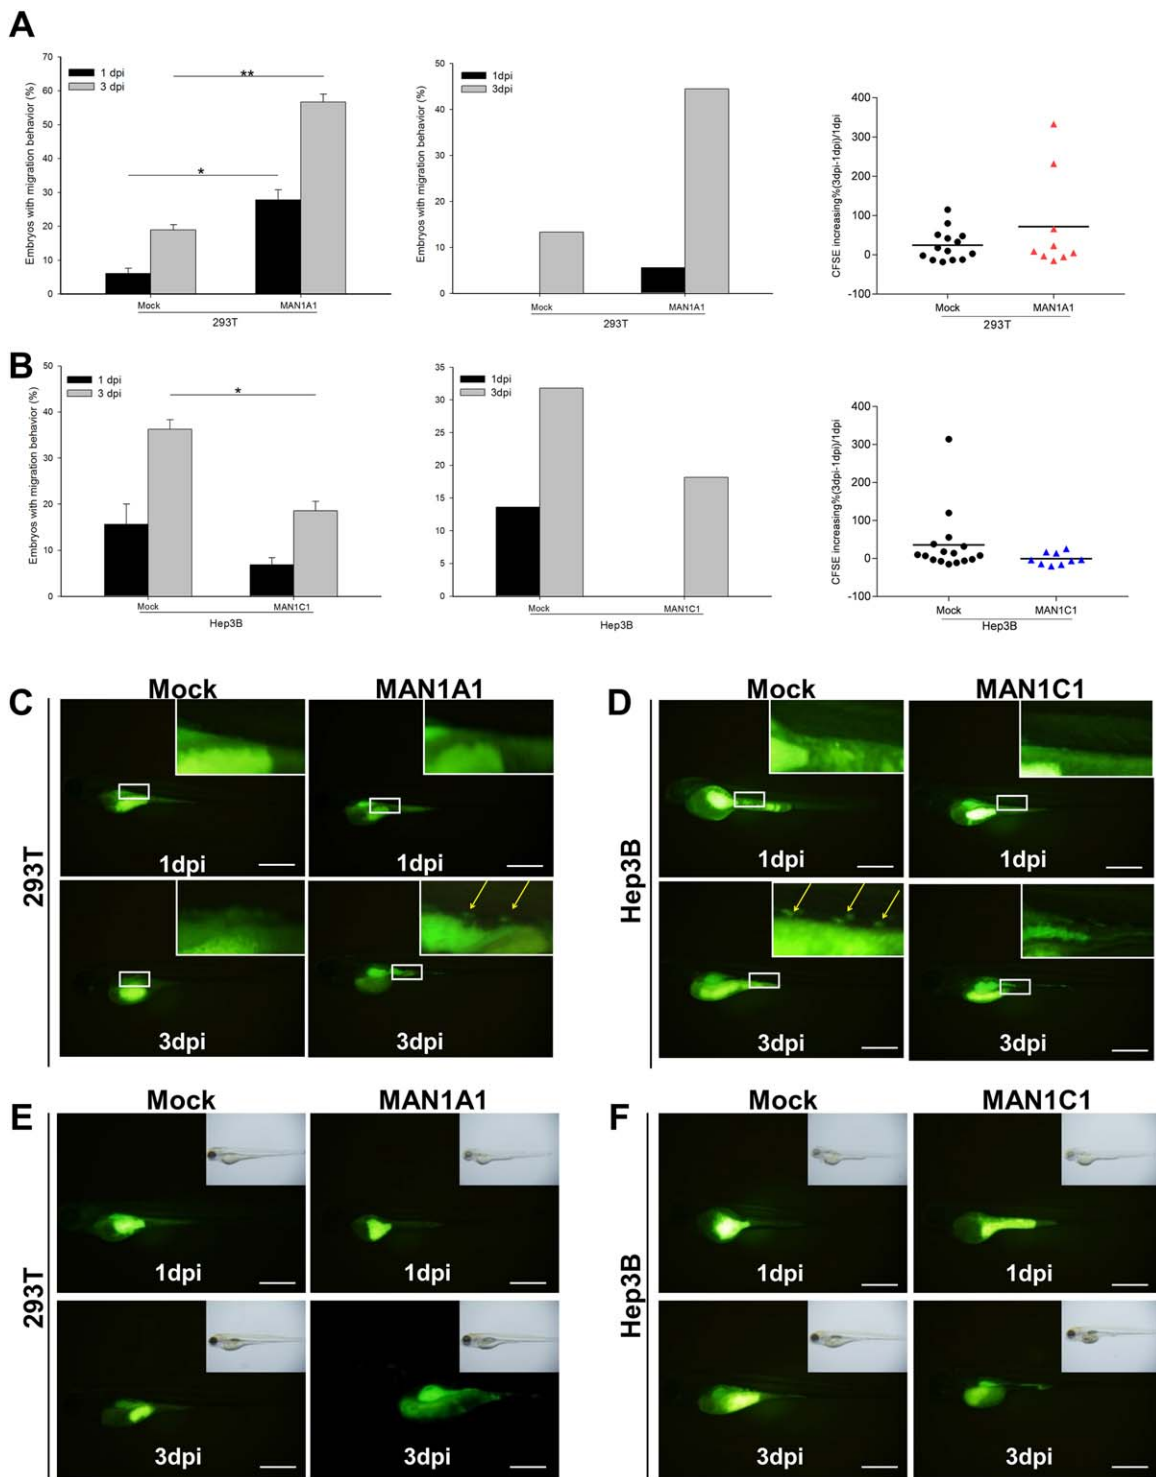 A
Embryos with migration behavior (%)
70
60
50
40
30
20
10
0
1 dpi
3 dpi
**
*
Mock
MAN1A1
293T
Embryos with migration behavior (%)
50
40
30
20
10
0
1dpi
3dpi
Mock
MAN1A1
293T
CFSE increasing%(3dpi-1dpi)/1dpi
400
300
200
100
0
-100
Mock
MAN1A1
293T
B
Embryos with migration behavior (%)
50
40
30
20
10
0
1 dpi
3 dpi
*
Mock
MAN1C1
Hep3B
Embryos with migration behavior (%)
35
30
25
20
15
10
5
0
1dpi
3dpi
Mock
MAN1C1
Hep3B
CFSE increasing%(3dpi-1dpi)/1dpi
400
300
200
100
0
-100
Mock
MAN1C1
Hep3B
C
Mock
MAN1A1
293T
1dpi
1dpi
3dpi
3dpi
D
Mock
MAN1C1
Hep3B
1dpi
1dpi
3dpi
3dpi
E
Mock
MAN1A1
293T
1dpi
1dpi
3dpi
3dpi
F
Mock
MAN1C1
Hep3B
1dpi
1dpi
3dpi
3dpi